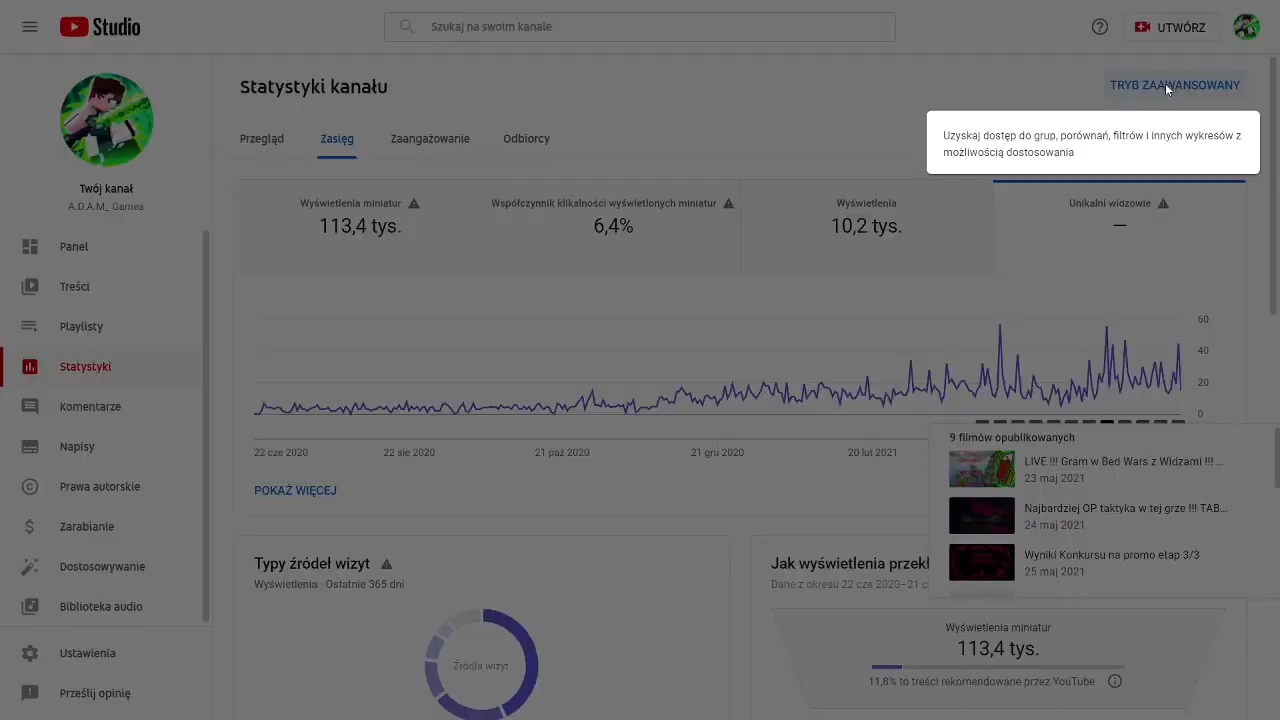 Studio
Szukaj na swoim kanale
UTWÓRZ
Twój kanał
A.D.A.M_ Games
Panel
Treści
Playlisty
Statystyki
Komentarze
Napisy
Prawa autorskie
Zarabianie
Dostosowywanie
Biblioteka audio
Ustawienia
Prześlij opinię
Statystyki kanału
TRYB ZAAWANSOWANY
Uzyskaj dostęp do grup, porównań, filtrów i innych wykresów z
możliwością dostosowania
Przegląd
Zasięg
Zaangażowanie
Odbiorcy
Wyświetlenia miniatur
113,4 tys.
Współczynnik klikalności wyświetlonych miniatur
6,4%
Wyświetlenia
10,2 tys.
Unikalni widzowie
—
60
40
20
0
22 cze 2020
22 sie 2020
21 paź 2020
21 gru 2020
20 lut 2021
POKAŻ WIĘCEJ
9 filmów opublikowanych
LIVE !!! Gram w Bed Wars z Widzami !!! ...
23 maj 2021
Najbardziej OP taktyka w tej grze !!! TAB...
24 maj 2021
Wyniki Konkursu na promo etap 3/3
25 maj 2021
Typy źródeł wizyt
Wyświetlenia · Ostatnie 365 dni
Źródła wizyt
Jak wyświetlenia przekł
Dane z okresu 22 cze 2020–21 c
Wyświetlenia miniatur
113,4 tys.
11,8% to treści rekomendowane przez YouTube